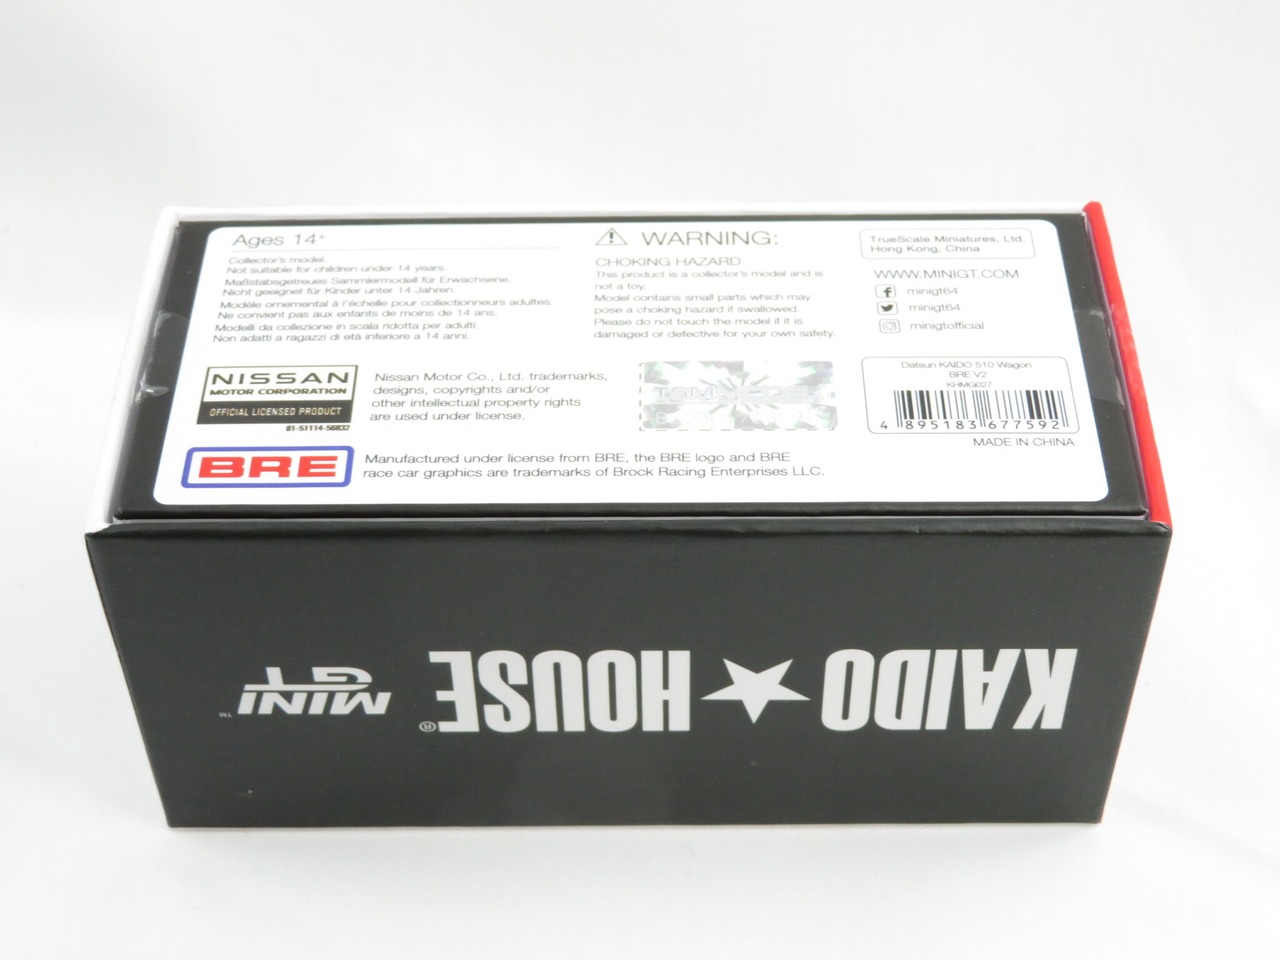 Ages 14+
Collector's model.
Not suitable for children under 14 years.
Maßstabsgetreues Sammlermodell für Erwachsene.
Nicht geeignet für Kinder unter 14 Jahren.
Modèle ornemental à l'échelle pour collectionneurs adultes.
Ne convient pas aux enfants de moins de 14 ans.
Modelli da collezione in scala ridotta per adulti.
Non adatti a ragazzi di età inferiore a 14 anni.
WARNING:
CHOKING HAZARD
This product is a collector's model and is
not a toy.
Model contains small parts which may
pose a choking hazard if swallowed.
Please do not touch the model if it is
damaged or defective for your own safety.
TrueScale Miniatures, Ltd.
Hong Kong, China
WWW.MINIGT.COM
minigt64
minigt64
minigtofficial
NISSAN
MOTOR CORPORATION
OFFICIAL LICENSED PRODUCT
81-51114-56832
Nissan Motor Co., Ltd. trademarks,
designs, copyrights and/or
other intellectual property rights
are used under license.
TSM
Datsun KAIDO 510 Wagon
BRE V2
KHMG027
4 895183 677592
MADE IN CHINA
BRE
Manufactured under license from BRE, the BRE logo and BRE
race car graphics are trademarks of Brock Racing Enterprises LLC.
KAIDO★HOUSE®
MINI
GT™